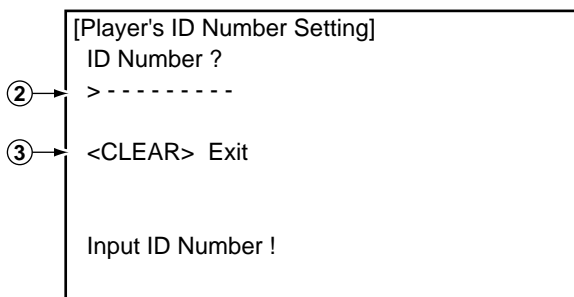 [Player's ID Number Setting]
ID Number ?
2 > - - - - - - - - -
3 <CLEAR> Exit
Input ID Number !